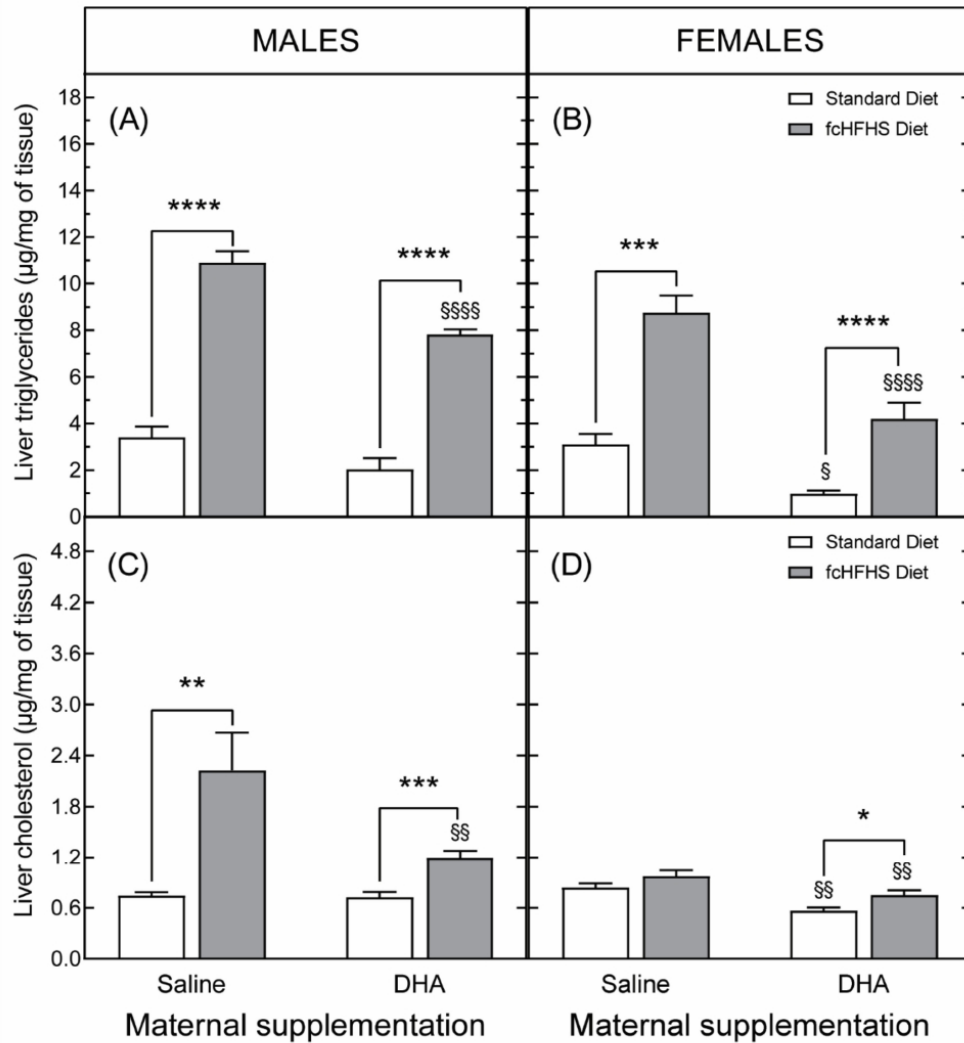 MALES
FEMALES
Liver triglycerides (µg/mg of tissue)
18
16
14
12
10
8
6
4
2
0
(A)
****
****
§§§§
(B)
Standard Diet
fcHFHS Diet
***
****
§
§§§§
Liver cholesterol (µg/mg of tissue)
4.8
4.2
3.6
3.0
2.4
1.8
1.2
0.6
0.0
(C)
**
***
§§
(D)
Standard Diet
fcHFHS Diet
*
§§
§§
Saline
DHA
Saline
DHA
Maternal supplementation
Maternal supplementation